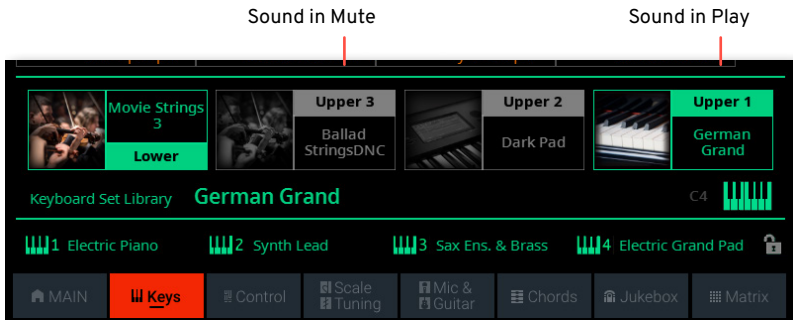 Sound in Mute Sound in Play
Movie Strings
3
Lower
Upper 3
Ballad
StringsDNC
Upper 2
Dark Pad
Upper 1
German
Grand
Keyboard Set Library German Grand C4
1 Electric Piano 2 Synth Lead 3 Sax Ens. & Brass 4 Electric Grand Pad
MAIN Keys Control Scale
Tuning Mic &
Guitar Chords Jukebox Matrix